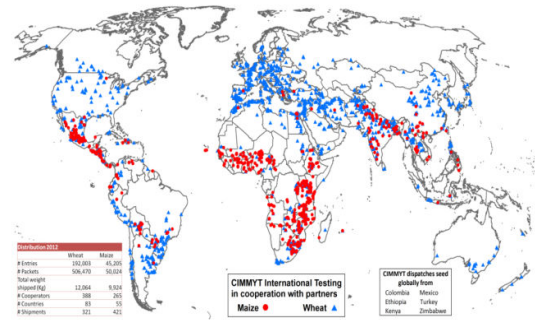 Distribution 2012
Wheat Maize
# Entries 192,003 45,205
# Packets 506,470 50,024
Total weight
shipped (Kg) 12,064 9,924
# Cooperators 388 265
# Countries 83 55
# Shipments 321 421
CIMMYT International Testing
in cooperation with partners
Maize Wheat
CIMMYT dispatches seed
globally from
Colombia Mexico
Ethiopia Turkey
Kenya Zimbabwe